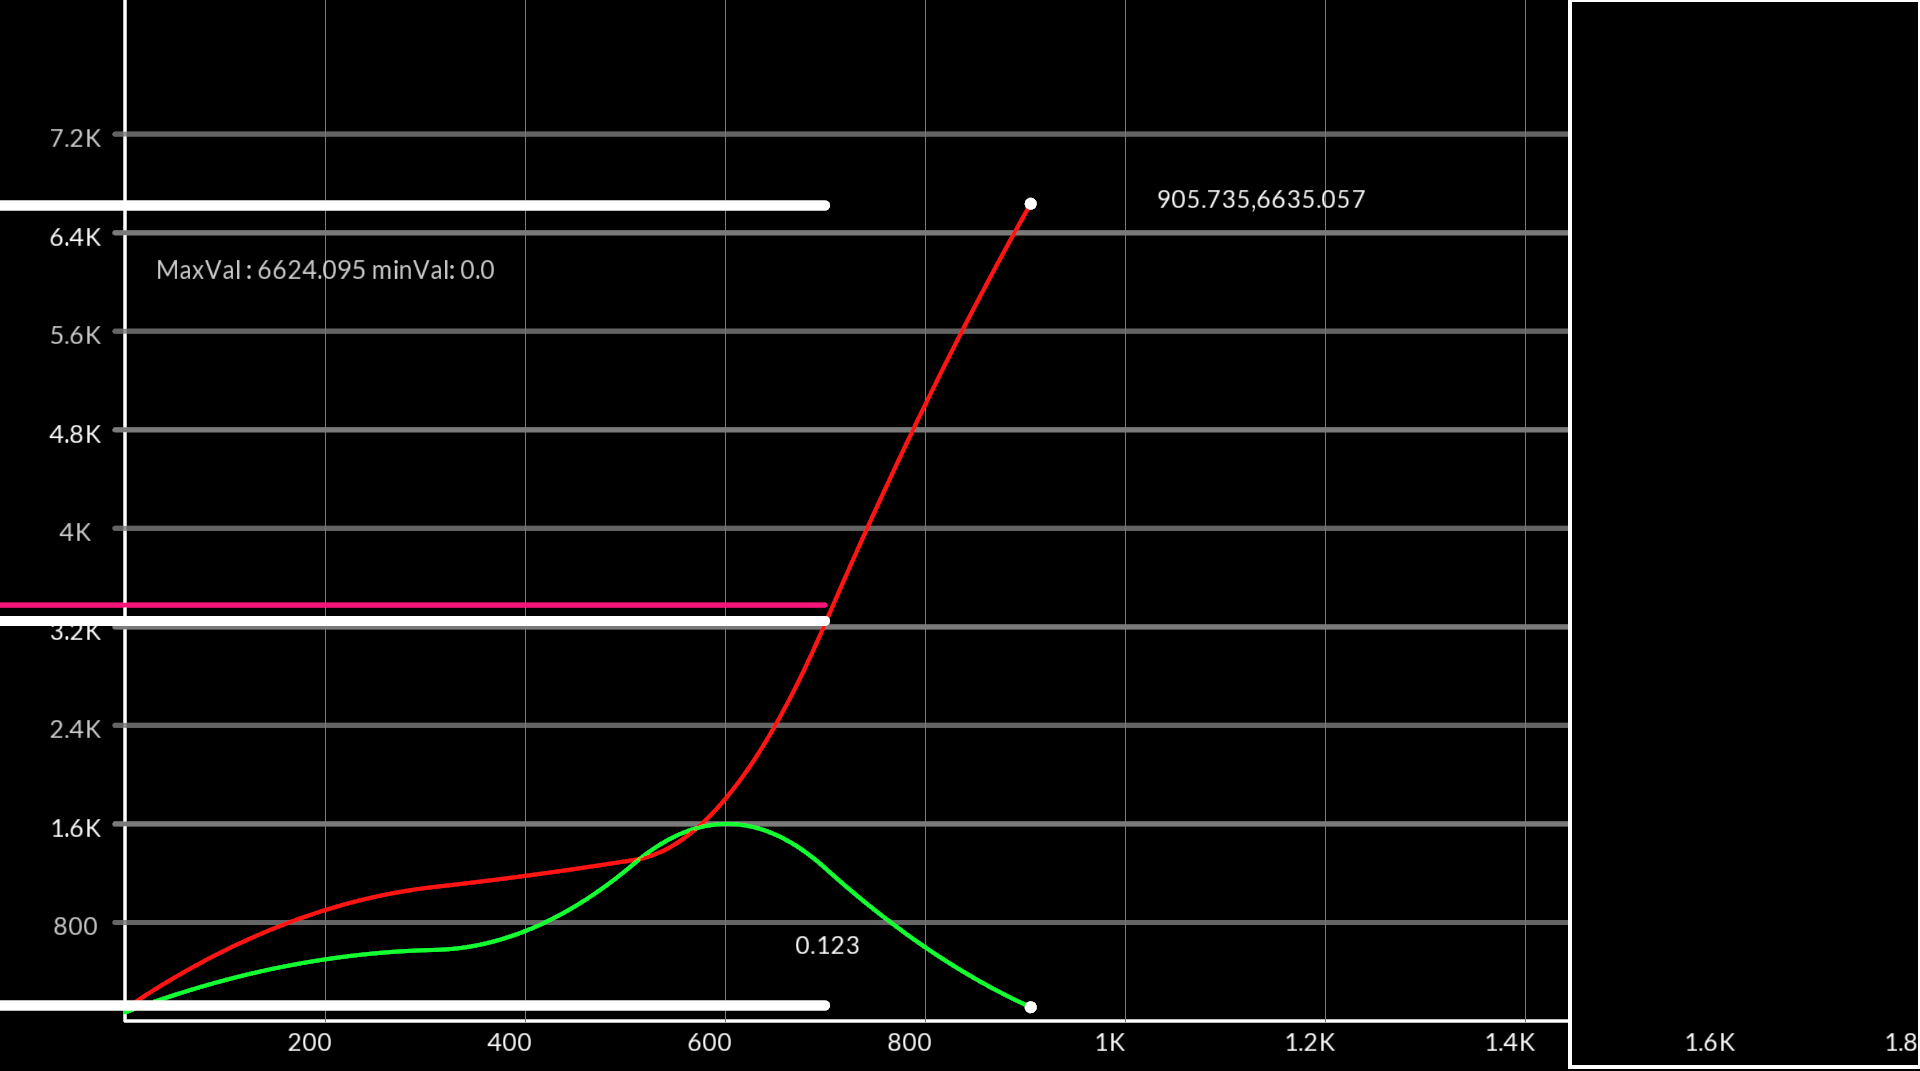 7.2K
905.735,6635.057
6.4K
MaxVal : 6624.095 minVal: 0.0
5.6K
4.8K
4K
3.2K
2.4K
1.6K
800
0.123
200 400 600 800 1K 1.2K 1.4K 1.6K 1.8